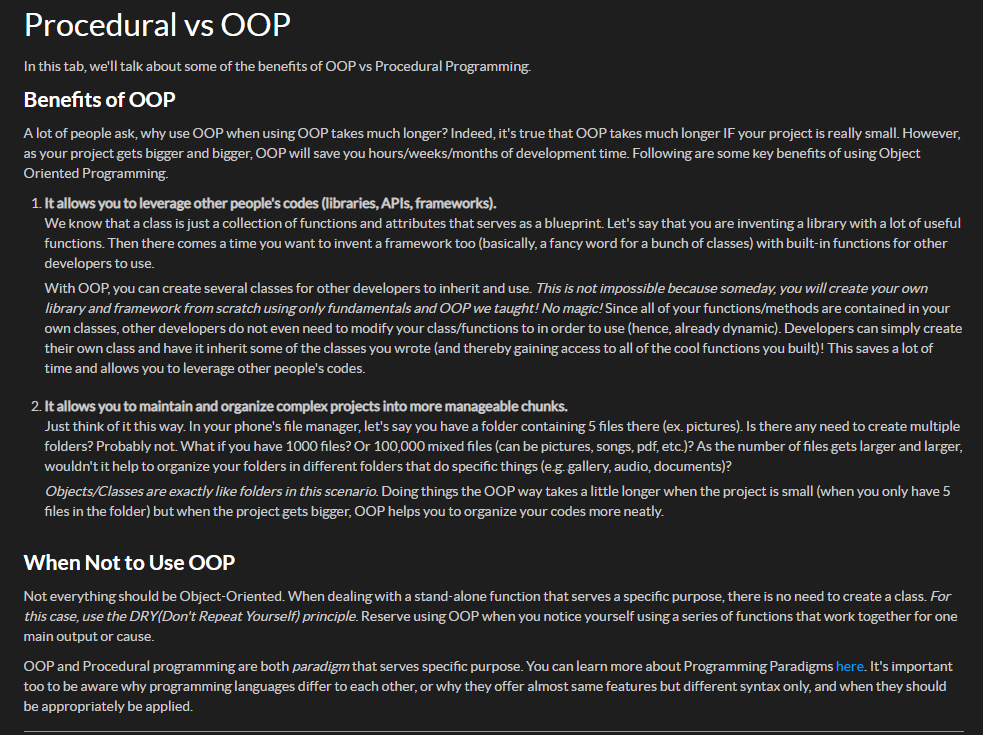 Procedural vs OOP
In this tab, we'll talk about some of the benefits of OOP vs Procedural Programming.
Benefits of OOP
A lot of people ask, why use OOP when using OOP takes much longer? Indeed, it's true that OOP takes much longer IF your project is really small. However,
as your project gets bigger and bigger, OOP will save you hours/weeks/months of development time. Following are some key benefits of using Object
Oriented Programming.
1. It allows you to leverage other people's codes (libraries, APIs, frameworks).
We know that a class is just a collection of functions and attributes that serves as a blueprint. Let's say that you are inventing a library with a lot of useful
functions. Then there comes a time you want to invent a framework too (basically, a fancy word for a bunch of classes) with built-in functions for other
developers to use.
With OOP, you can create several classes for other developers to inherit and use. This is not impossible because someday, you will create your own
library and framework from scratch using only fundamentals and OOP we taught! No magic! Since all of your functions/methods are contained in your
own classes, other developers do not even need to modify your class/functions to in order to use (hence, already dynamic). Developers can simply create
their own class and have it inherit some of the classes you wrote (and thereby gaining access to all of the cool functions you built)! This saves a lot of
time and allows you to leverage other people's codes.
2. It allows you to maintain and organize complex projects into more manageable chunks.
Just think of it this way. In your phone's file manager, let's say you have a folder containing 5 files there (ex. pictures). Is there any need to create multiple
folders? Probably not. What if you have 1000 files? Or 100,000 mixed files (can be pictures, songs, pdf, etc.)? As the number of files gets larger and larger,
wouldn't it help to organize your folders in different folders that do specific things (e.g. gallery, audio, documents)?
Objects/Classes are exactly like folders in this scenario. Doing things the OOP way takes a little longer when the project is small (when you only have 5
files in the folder) but when the project gets bigger, OOP helps you to organize your codes more neatly.
When Not to Use OOP
Not everything should be Object-Oriented. When dealing with a stand-alone function that serves a specific purpose, there is no need to create a class. For
this case, use the DRY(Don't Repeat Yourself) principle. Reserve using OOP when you notice yourself using a series of functions that work together for one
main output or cause.
OOP and Procedural programming are both paradigm that serves specific purpose. You can learn more about Programming Paradigms here. It's important
too to be aware why programming languages differ to each other, or why they offer almost same features but different syntax only, and when they should
be appropriately be applied.